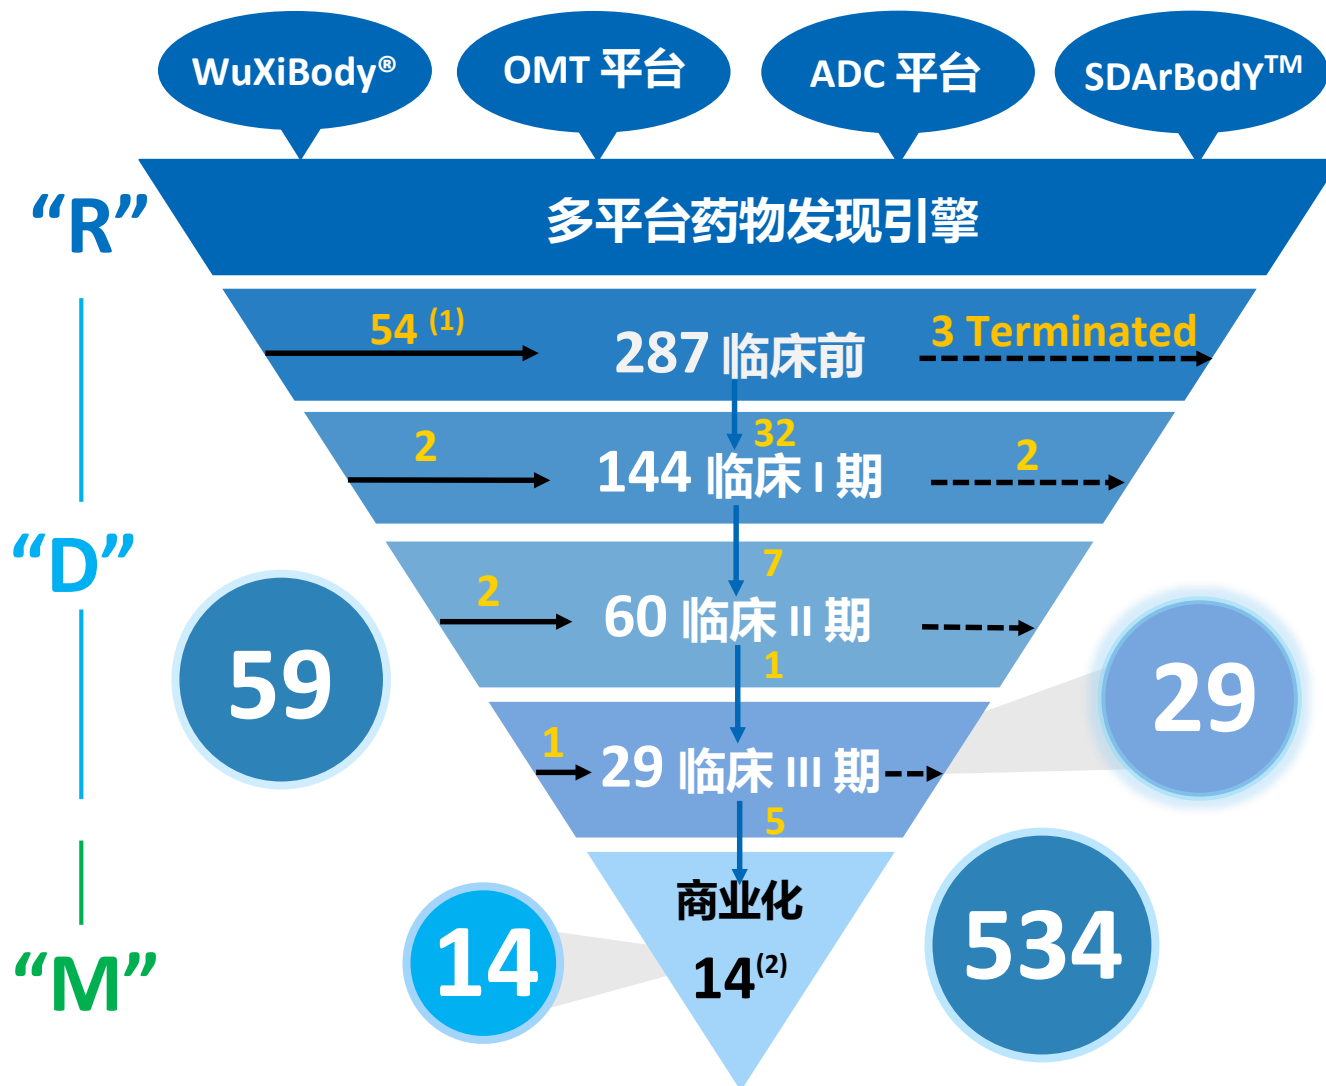 WuXiBody®
OMT 平台
ADC 平台
SDArBodY™
“R”
多平台药物发现引擎
54 (1)
287 临床前
3 Terminated
32
2
144 临床 I 期
2
“D”
7
2
60 临床 II 期
59
1
29
1
29 临床 III 期
5
商业化
14
14(2)
534
“M”